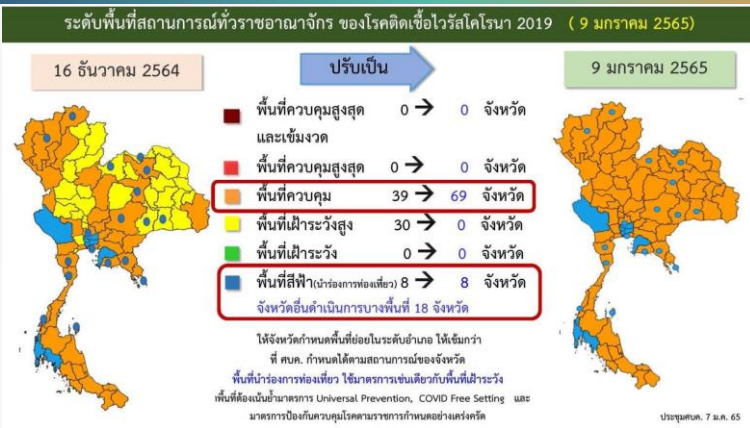 ระดับพื้นที่สถานการณ์ทั่วราชอาณาจักร ของโรคติดเชื้อไวรัสโคโรนา 2019 ( 9 มกราคม 2565)
16 ธันวาคม 2564
ปรับเป็น
9 มกราคม 2565
พื้นที่ควบคุมสูงสุด 0 → 0 จังหวัด
และเข้มงวด
พื้นที่ควบคุมสูงสุด 0 → 0 จังหวัด
พื้นที่ควบคุม 39 → 69 จังหวัด
พื้นที่เฝ้าระวังสูง 30 → 0 จังหวัด
พื้นที่เฝ้าระวัง 0 → 0 จังหวัด
พื้นที่สีฟ้า(นำร่องการท่องเที่ยว) 8 → 8 จังหวัด
จังหวัดอื่นดำเนินการบางพื้นที่ 18 จังหวัด
ให้จังหวัดกำหนดพื้นที่ย่อยในระดับอำเภอ ให้เข้มกว่า
ที่ ศบค. กำหนดได้ตามสถานการณ์ของจังหวัด
พื้นที่นำร่องการท่องเที่ยว ใช้มาตรการเช่นเดียวกับพื้นที่เฝ้าระวัง
พื้นที่ต้องเน้นย้ำมาตรการ Universal Prevention, COVID Free Setting และ
มาตรการป้องกันควบคุมโรคตามราชการกำหนดอย่างเคร่งครัด
ประชุมศบค. 7 ม.ค. 65